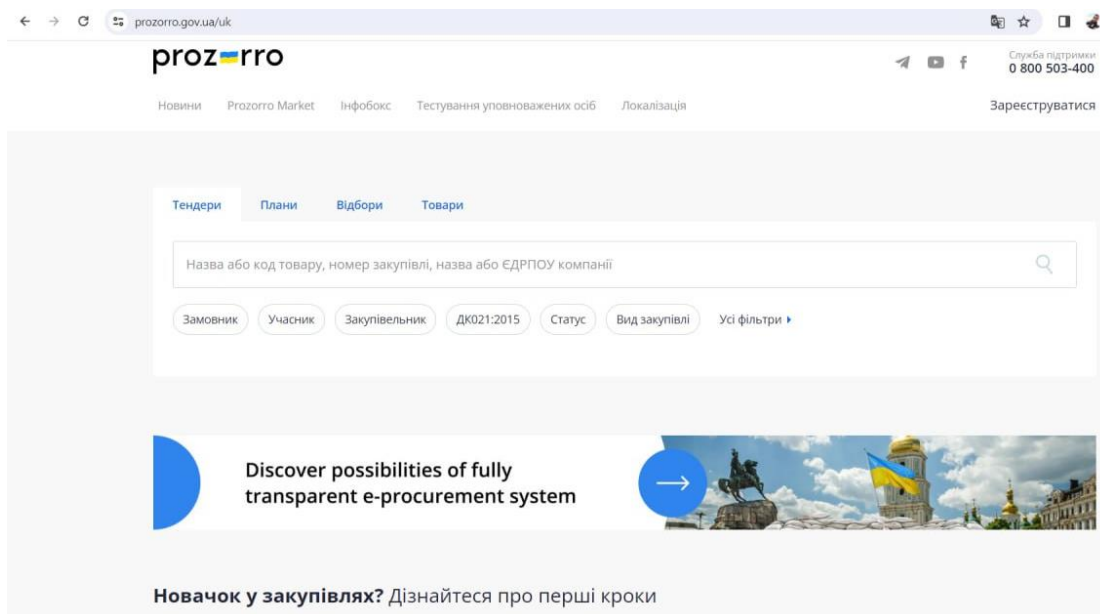 prozorro.gov.ua/uk
prozrro
Служба підтримки
0 800 503-400
Новини Prozorro Market Інфобокс Тестування уповноважених осіб Локалізація Зареєструватися
Тендери Плани Відбори Товари
Назва або код товару, номер закупівлі, назва або ЄДРПОУ компанії
Замовник Учасник Закупівельник ДК021:2015 Статус Вид закупівлі Усі фільтри
Discover possibilities of fully
transparent e-procurement system
Новачок у закупівлях? Дізнайтеся про перші кроки